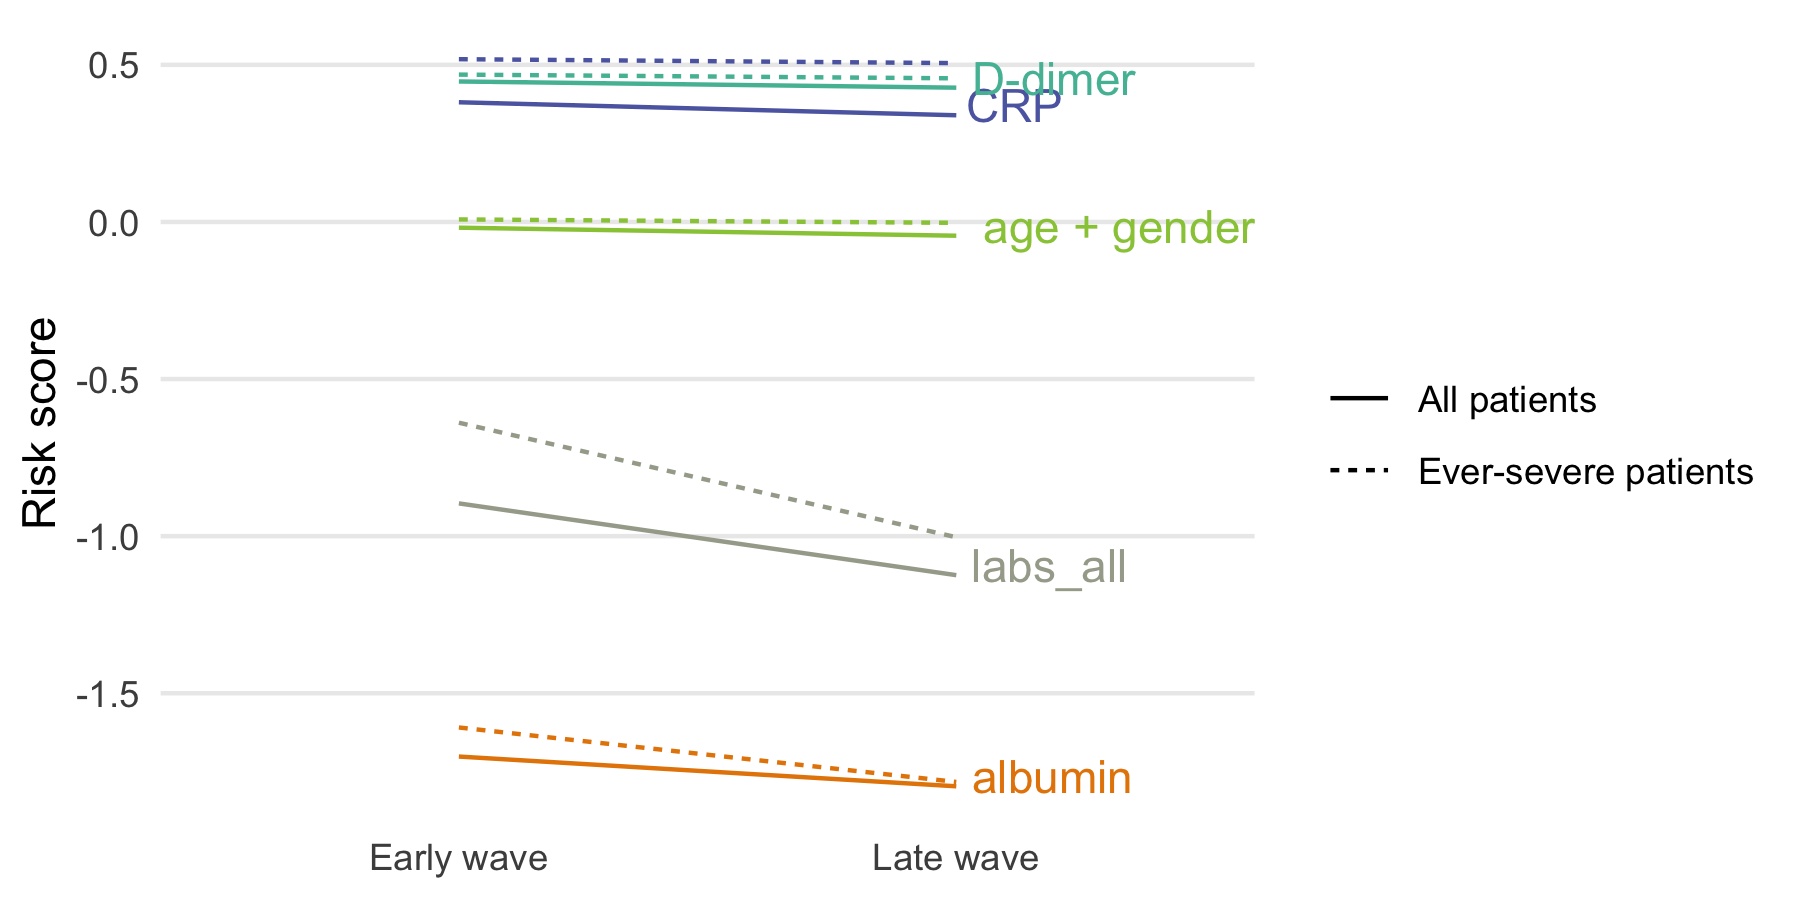 Risk score
0.5
0.0
-0.5
-1.0
-1.5
D-dimer
CRP
age + gender
labs_all
albumin
Early wave
Late wave
All patients
Ever-severe patients